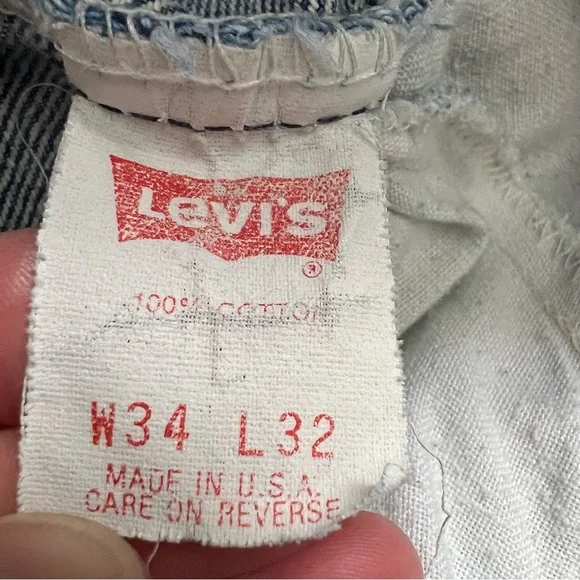 LEVI'S
®
100% COTTON
W34 L32
MADE IN U.S.A.
CARE ON REVERSE